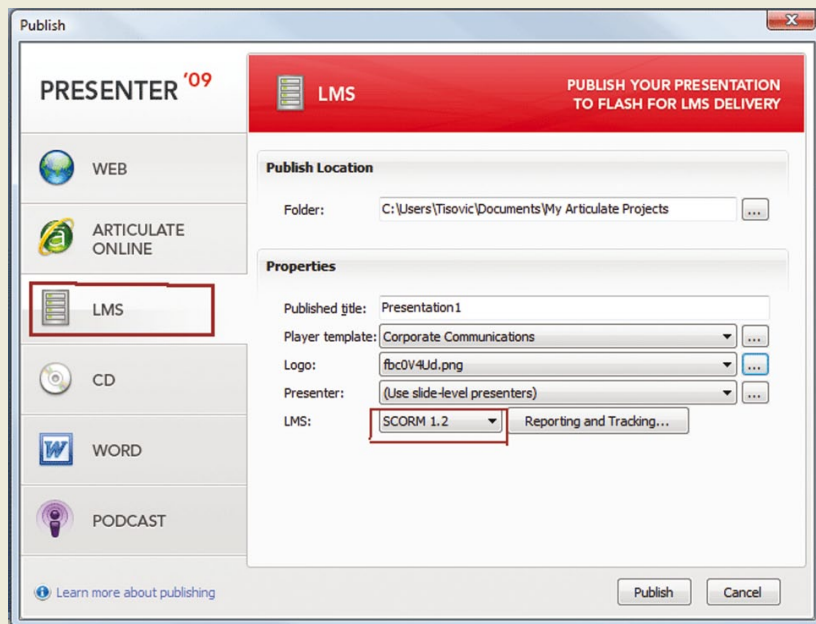 Publish
PRESENTER '09
LMS
PUBLISH YOUR PRESENTATION
TO FLASH FOR LMS DELIVERY
WEB
ARTICULATE
ONLINE
LMS
CD
WORD
PODCAST
Publish Location
Folder: C:\Users\Tisovic\Documents\My Articulate Projects ...
Properties
Published title: Presentation1
Player template: Corporate Communications ...
Logo: fbc0V4Ud.png ...
Presenter: (Use slide-level presenters) ...
LMS: SCORM 1.2 Reporting and Tracking...
Learn more about publishing
Publish Cancel